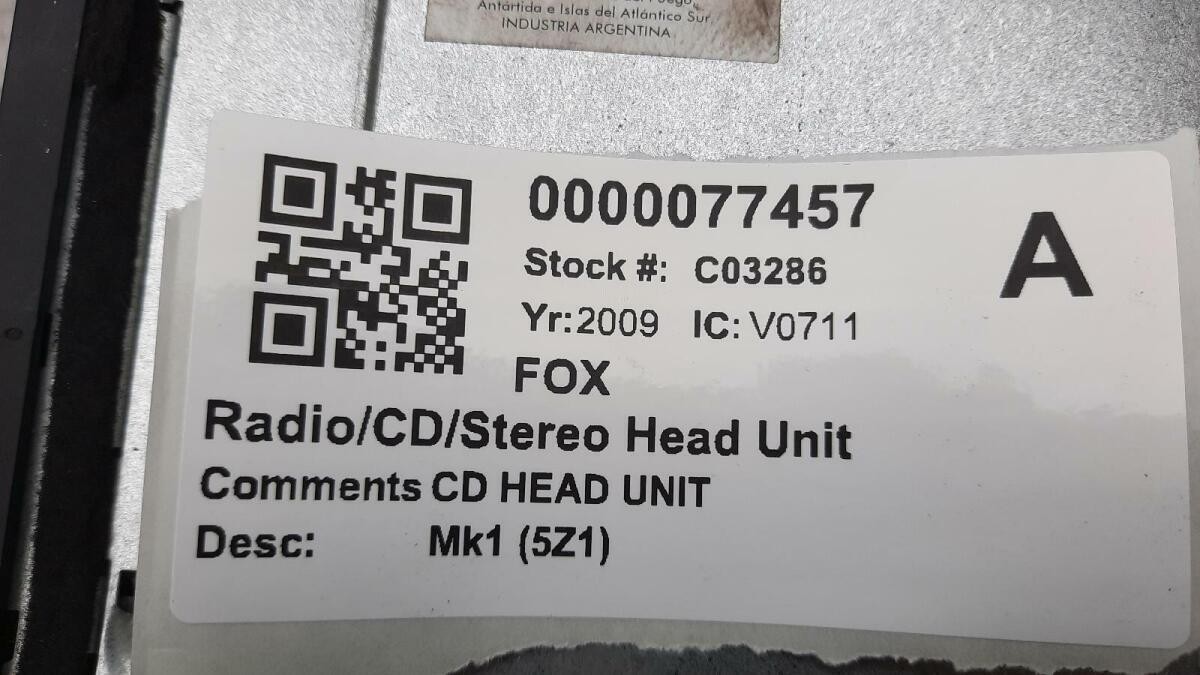 Antártida e Islas del Atlántico Sur,
INDUSTRIA ARGENTINA
0000077457
A
Stock #: C03286
Yr:2009 IC: V0711
FOX
Radio/CD/Stereo Head Unit
Comments CD HEAD UNIT
Desc: Mk1 (5Z1)